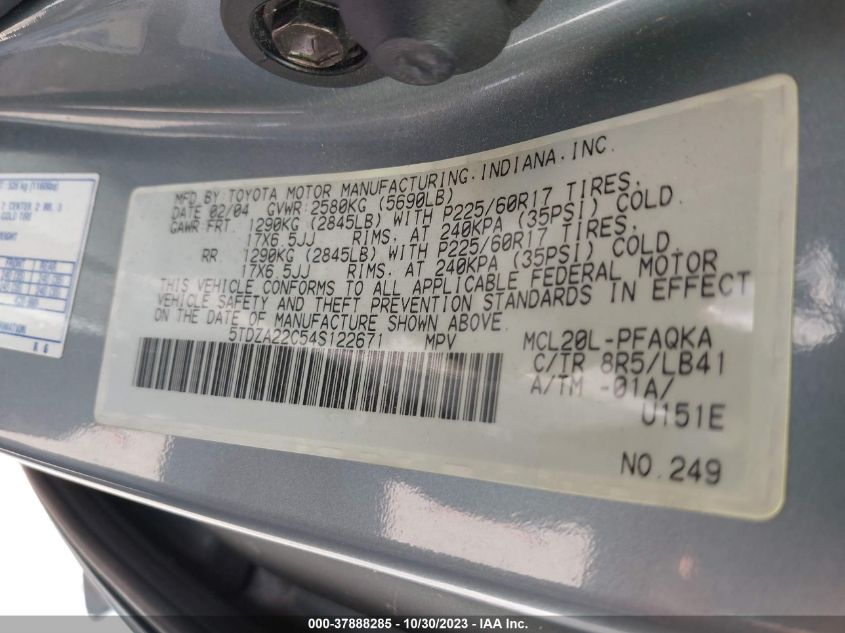 MFD. BY: TOYOTA MOTOR MANUFACTURING, INDIANA, INC.
DATE 02/04 GVWR: 2580KG (5690LB)
GAWR FRT. 1290KG (2845LB) WITH P225/60R17 TIRES,
17X6.5JJ RIMS, AT 240KPA (35PSI) COLD.
RR. 1290KG (2845LB) WITH P225/60R17 TIRES,
17X6.5JJ RIMS, AT 240KPA (35PSI) COLD.
THIS VEHICLE CONFORMS TO ALL APPLICABLE FEDERAL MOTOR
VEHICLE SAFETY AND THEFT PREVENTION STANDARDS IN EFFECT
ON THE DATE OF MANUFACTURE SHOWN ABOVE.
5TDZA22C54S122671 MPV MCL20L-PFAQKA
C/TR 8R5/LB41
A/TM -01A/
U151E
NO.249
COLD TIRE
000-37888285 | 10/30/2023 - IAA Inc.